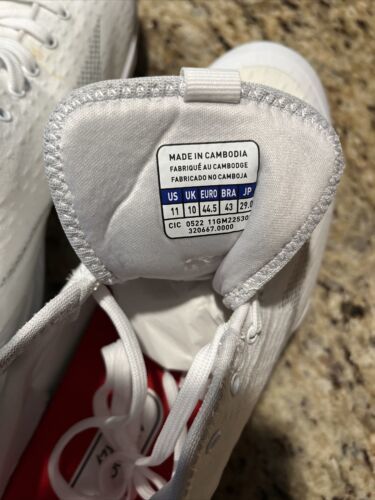 MADE IN CAMBODIA
FABRIQUÉ AU CAMBODGE
FABRICADO NO CAMBOJA
US UK EURO BRA JP
11 10 44.5 43 29.0
CIC 0522 11GM22530
320667.0000